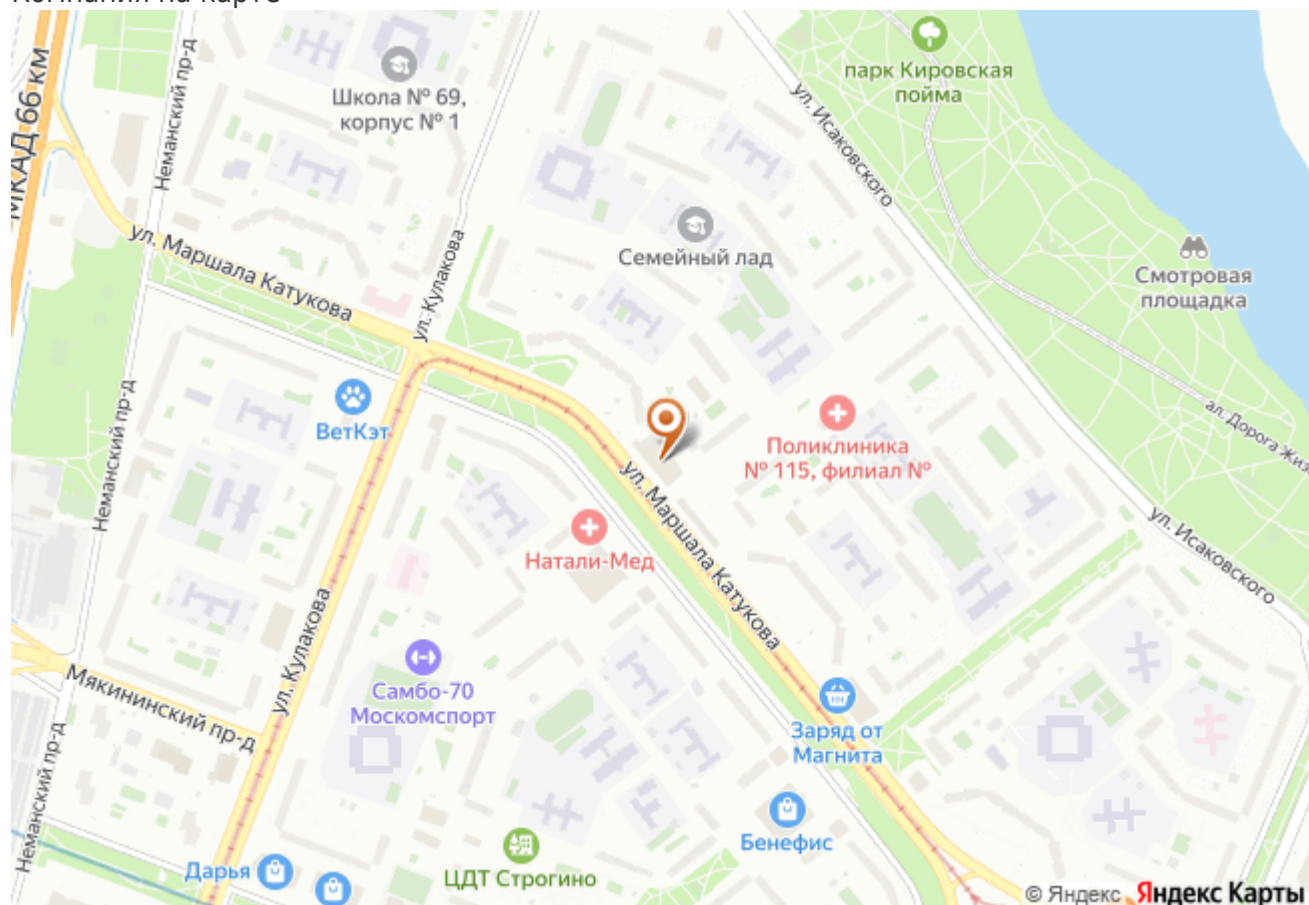 Компания на карте
парк Кировская
пойма
МКАД 66 км
Неманский пр-д
Школа № 69,
корпус № 1
ул. Исаковского
Семейный лад
Смотровая
площадка
ул. Маршала Катукова
ул. Кулакова
ВетКэт
Поликлиника
№ 115, филиал №
ал. Дорога Жиз
Неманский пр-д
ул. Маршала Катукова
Натали-Мед
ул. Исаковского
ул. Кулакова
Самбо-70
Москомспорт
Мякининский пр-д
Заряд от
Магнита
Неманский пр-д
Бенефис
Дарья
ЦДТ Строгино
© Яндекс Яндекс Карты